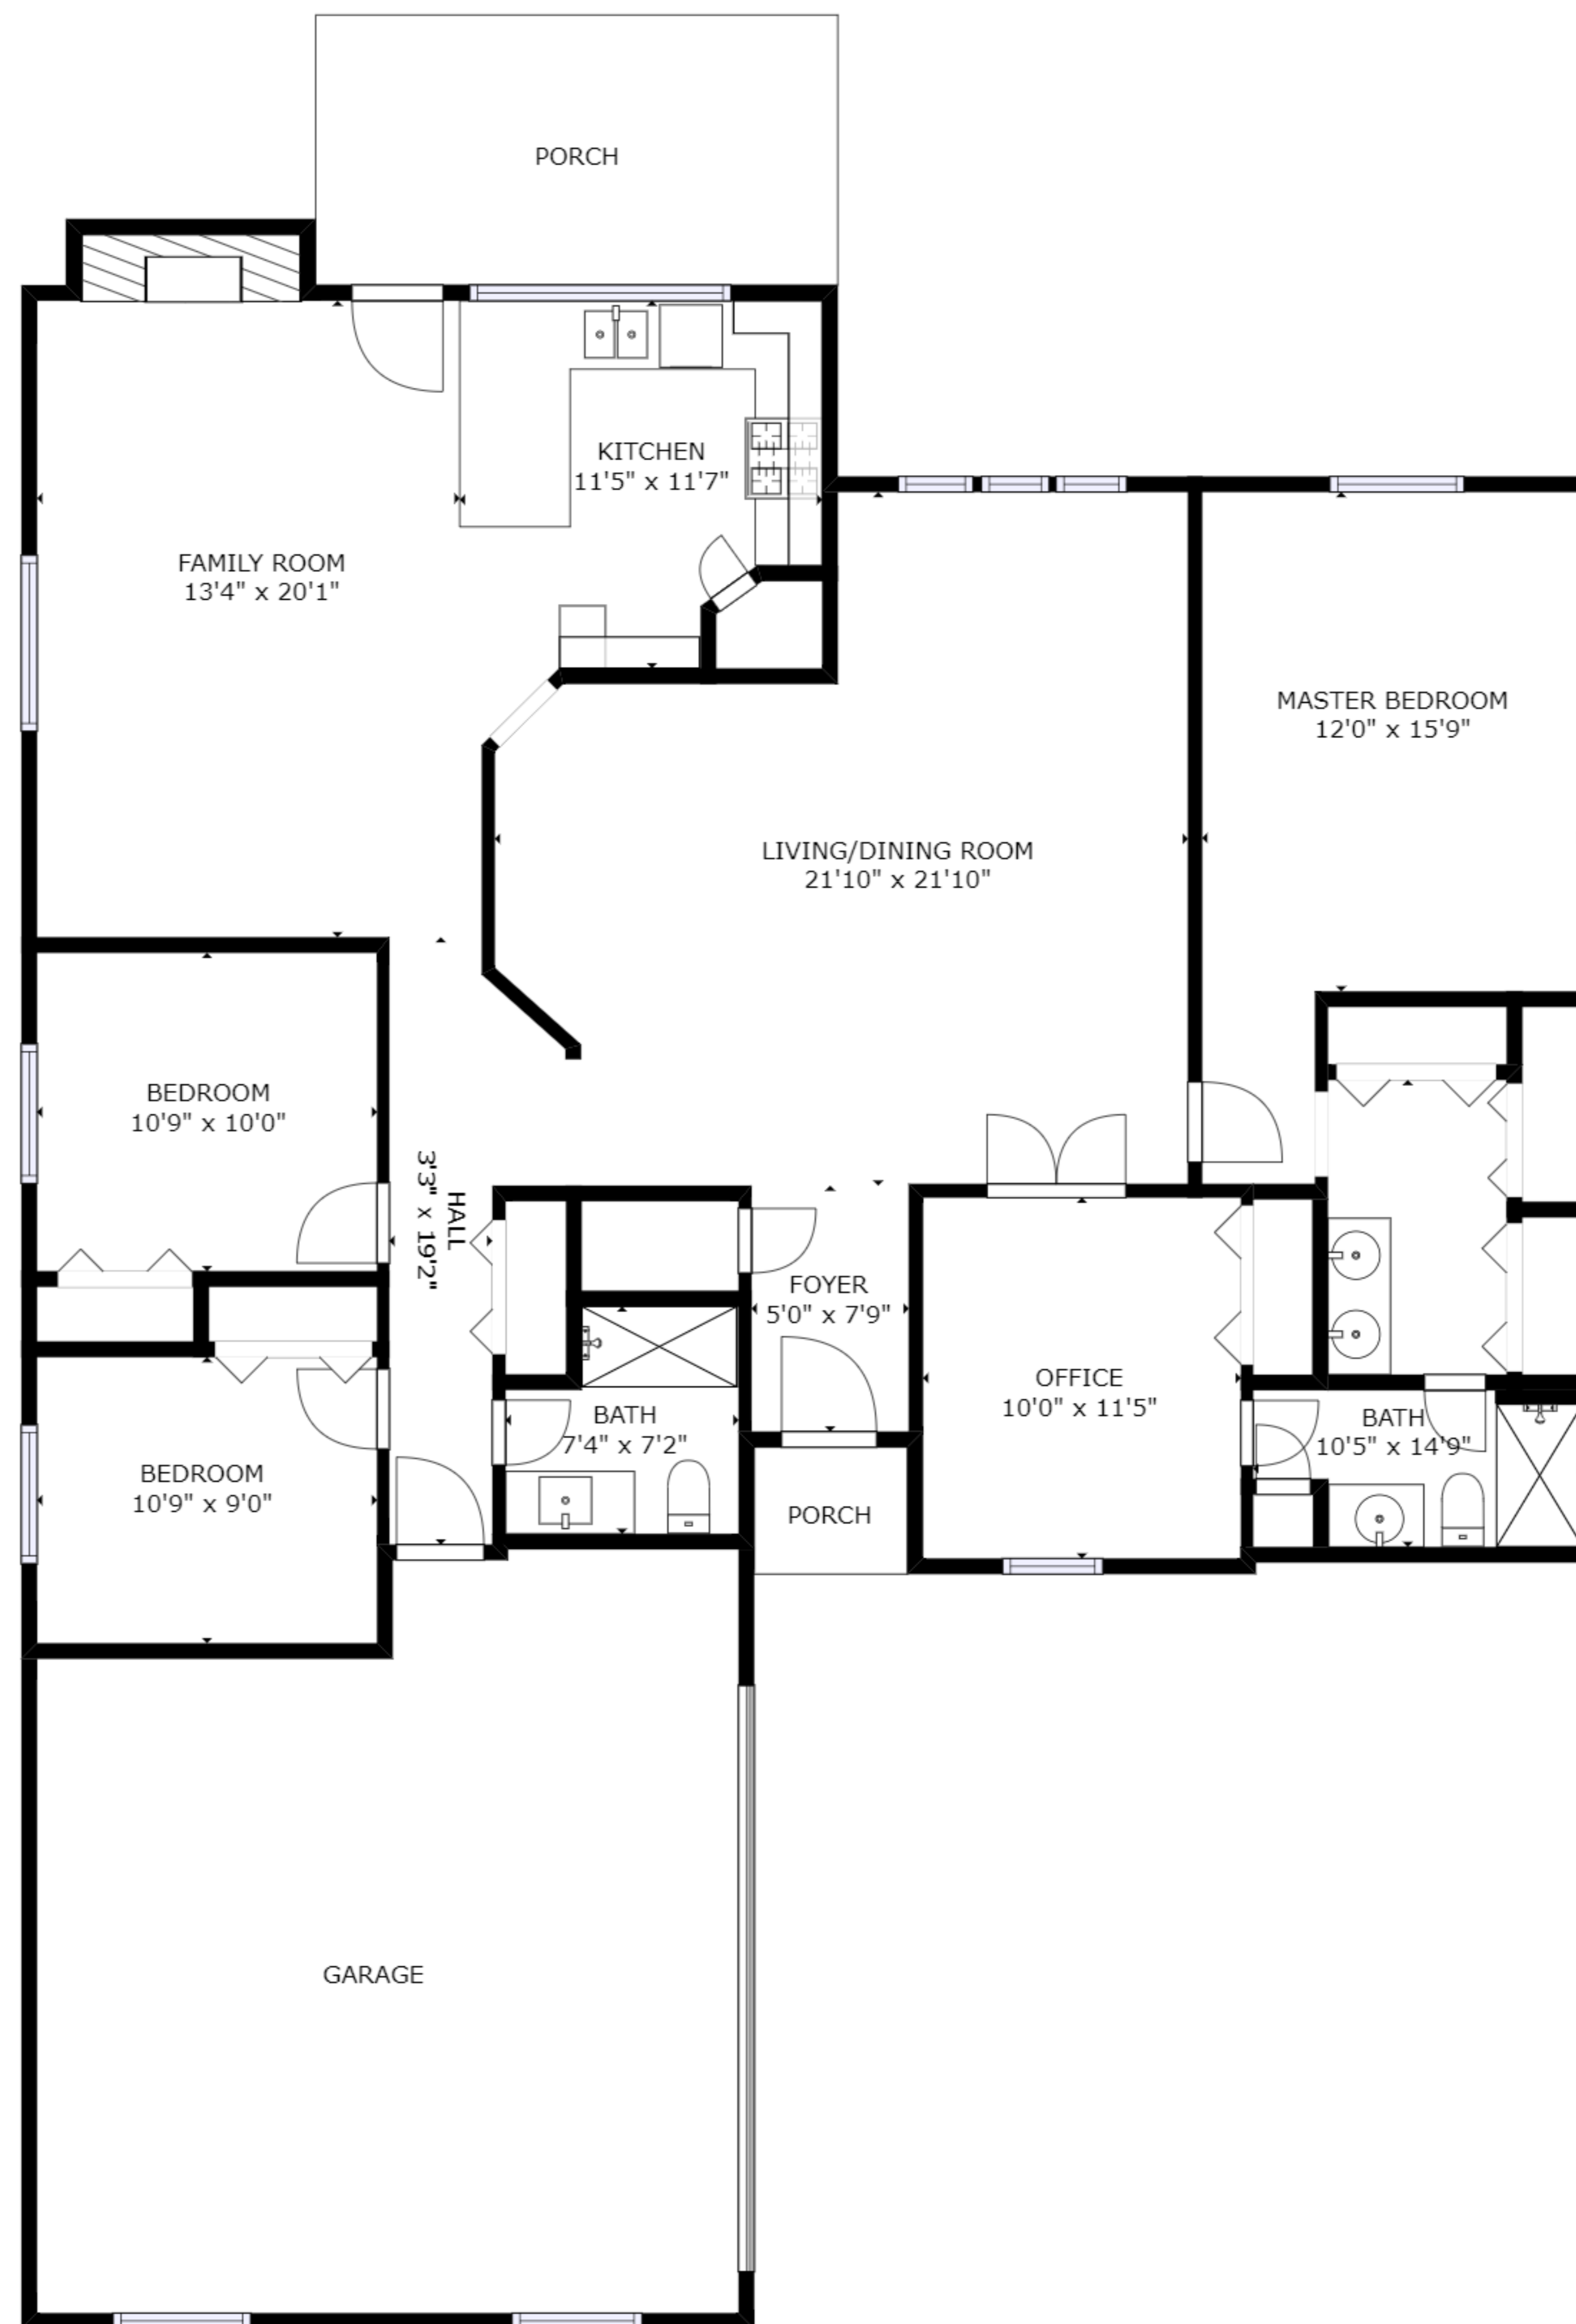 PORCH
KITCHEN
11'5" x 11'7"
FAMILY ROOM
13'4" x 20'1"
MASTER BEDROOM
12'0" x 15'9"
LIVING/DINING ROOM
21'10" x 21'10"
BEDROOM
10'9" x 10'0"
HALL
3'3" x 19'2"
FOYER
5'0" x 7'9"
OFFICE
10'0" x 11'5"
BATH
7'4" x 7'2"
BATH
10'5" x 14'9"
BEDROOM
10'9" x 9'0"
PORCH
GARAGE